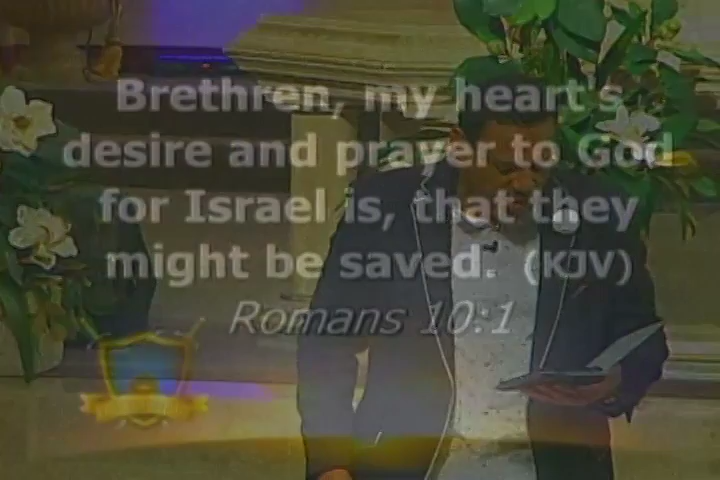 Brethren, my heart's
desire and prayer to God
for Israel is, that they
might be saved. (KJV)
Romans 10:1